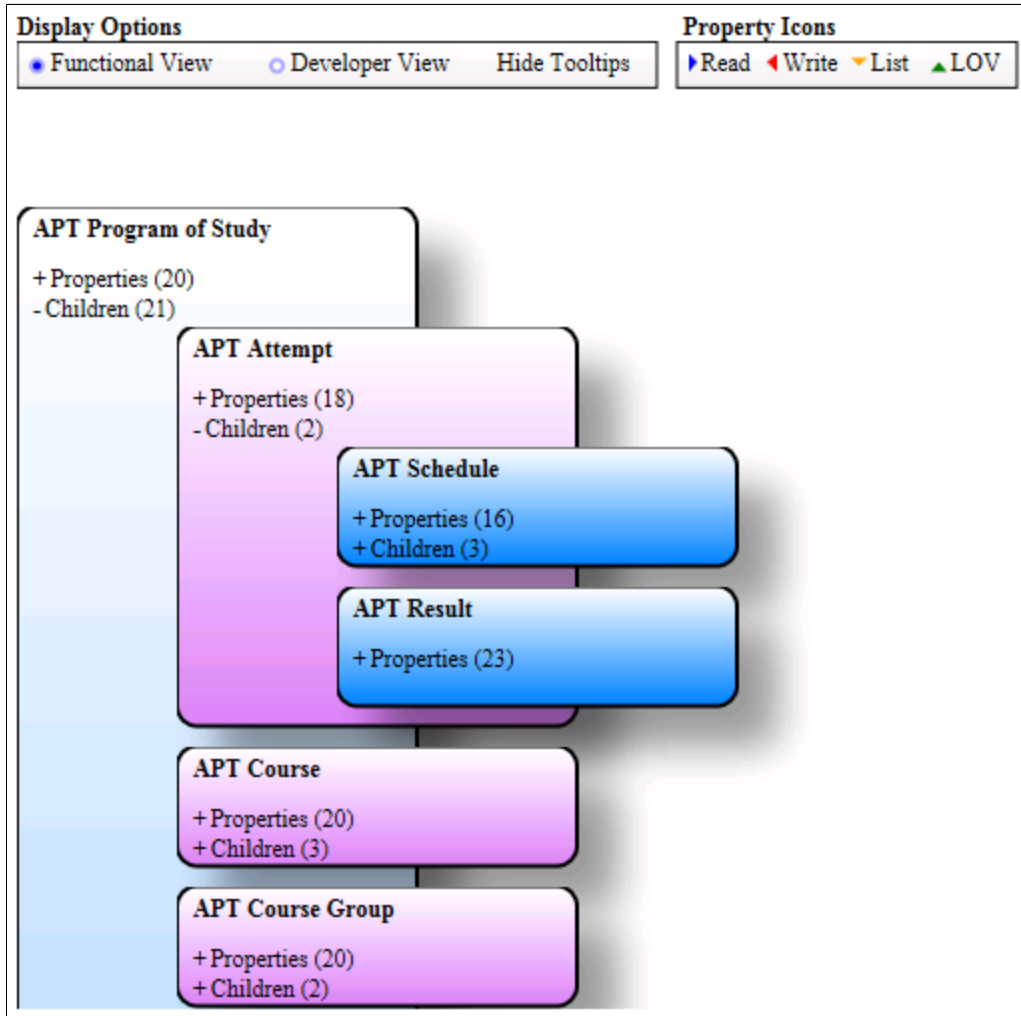 Display Options
Property Icons
Functional View Developer View Hide Tooltips
Read Write List LOV
APT Program of Study
+ Properties (20)
- Children (21)
APT Attempt
+ Properties (18)
- Children (2)
APT Schedule
+ Properties (16)
+ Children (3)
APT Result
+ Properties (23)
APT Course
+ Properties (20)
+ Children (3)
APT Course Group
+ Properties (20)
+ Children (2)